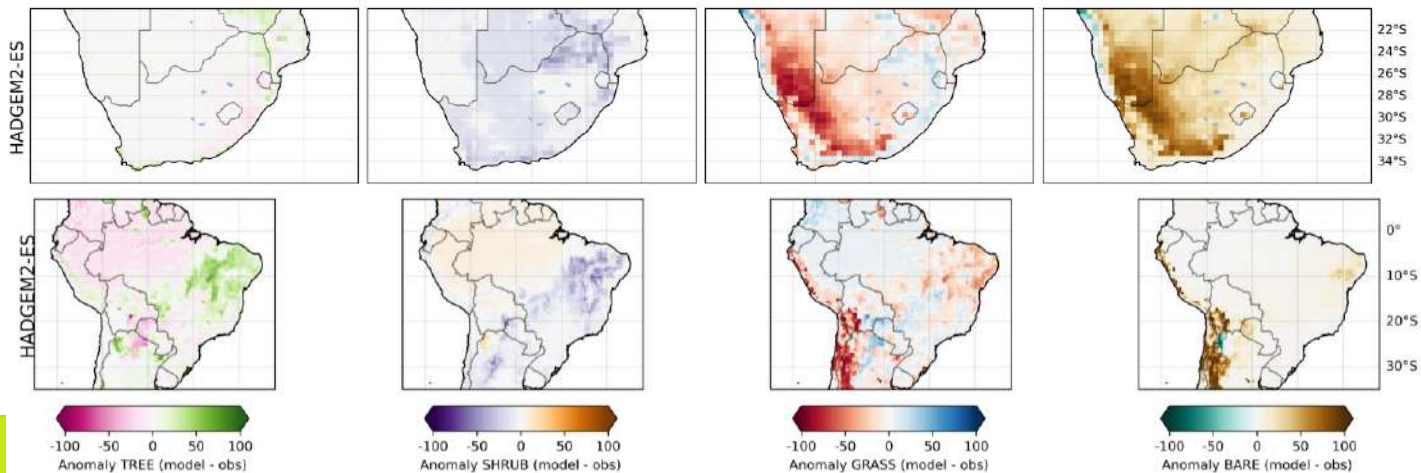 HADGEM2-ES
22°S
24°S
26°S
28°S
30°S
32°S
34°S
HADGEM2-ES
0°
10°S
20°S
30°S
-100 -50 0 50 100
Anomaly TREE (model - obs)
-100 -50 0 50 100
Anomaly SHRUB (model - obs)
-100 -50 0 50 100
Anomaly GRASS (model - obs)
-100 -50 0 50 100
Anomaly BARE (model - obs)